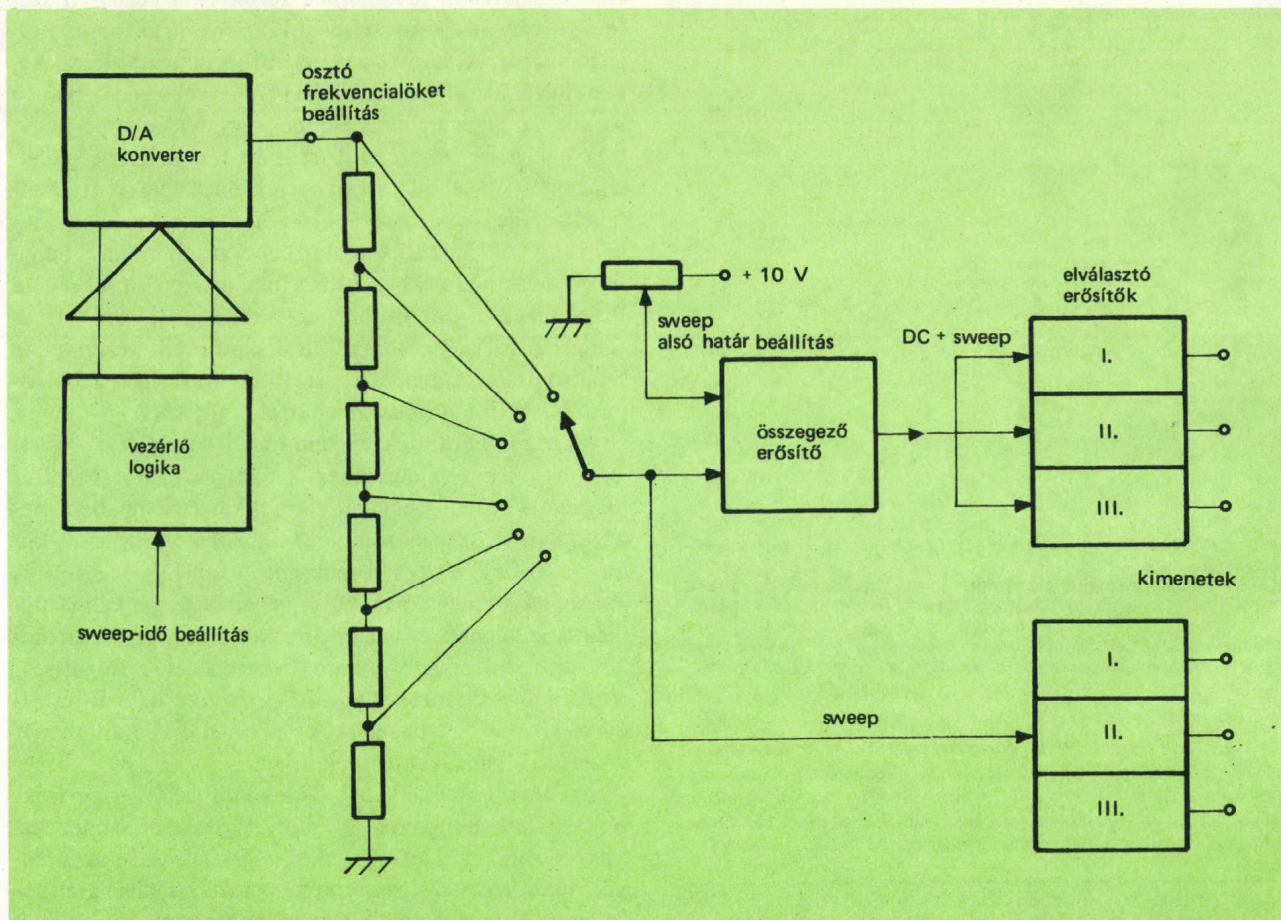 osztó
frekvencialöket
beállítás
D/A
konverter
vezérlő
logika
sweep-idő beállítás
+ 10 V
sweep
alsó határ beállítás
összegező
erősítő
DC + sweep
elválasztó
erősítők
I.
II.
III.
kimenetek
sweep
I.
II.
III.